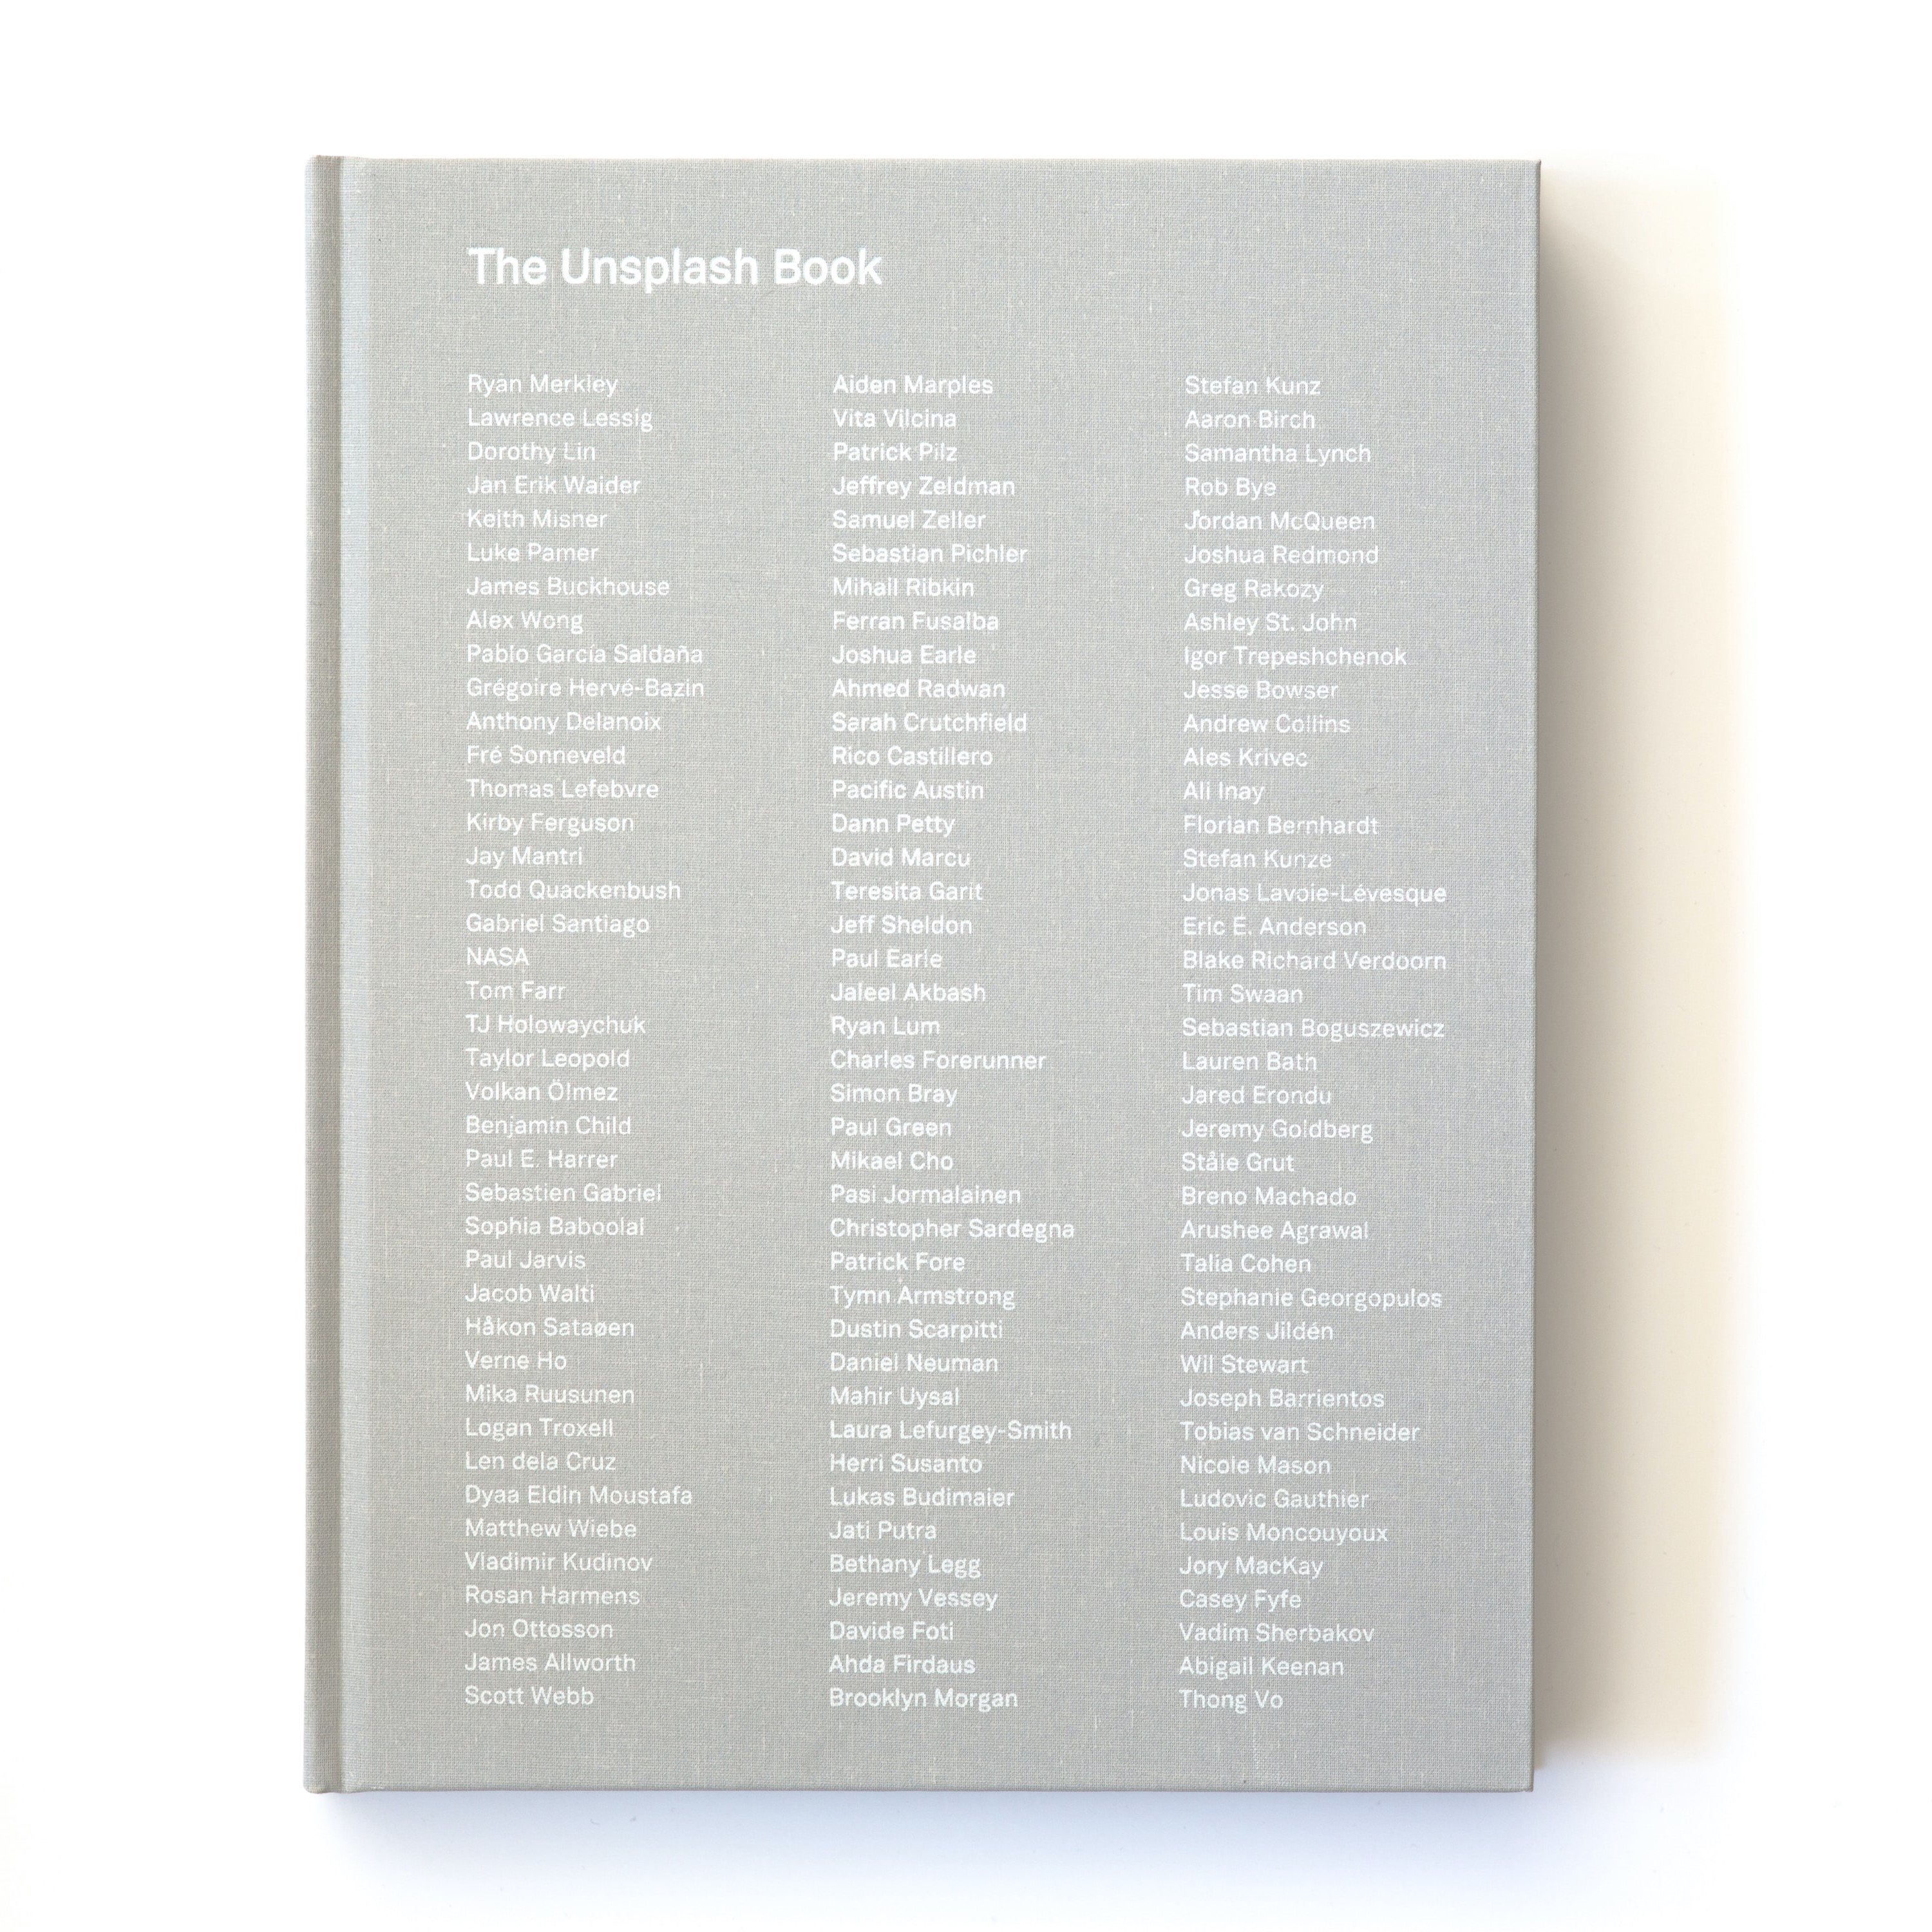 The Unsplash Book
Ryan Merkley
Lawrence Lessig
Dorothy Lin
Jan Erik Waider
Keith Misner
Luke Pamer
James Buckhouse
Alex Wong
Pablo García Saldaña
Grégoire Hervé-Bazin
Anthony Delanoix
Fré Sonneveld
Thomas Lefebvre
Kirby Ferguson
Jay Mantri
Todd Quackenbush
Gabriel Santiago
NASA
Tom Farr
TJ Holowaychuk
Taylor Leopold
Volkan Ölmez
Benjamin Child
Paul E. Harrer
Sebastien Gabriel
Sophia Baboolal
Paul Jarvis
Jacob Walti
Håkon Sataøen
Verne Ho
Mika Ruusunen
Logan Troxell
Len dela Cruz
Dyaa Eldin Moustafa
Matthew Wiebe
Vladimir Kudinov
Rosan Harmens
Jon Ottosson
James Allworth
Scott Webb
Aiden Marples
Vita Vilcina
Patrick Pilz
Jeffrey Zeldman
Samuel Zeller
Sebastian Pichler
Mihail Ribkin
Ferran Fusalba
Joshua Earle
Ahmed Radwan
Sarah Crutchfield
Rico Castillero
Pacific Austin
Dann Petty
David Marcu
Teresita Garit
Jeff Sheldon
Paul Earle
Jaleel Akbash
Ryan Lum
Charles Forerunner
Simon Bray
Paul Green
Mikael Cho
Pasi Jormalainen
Christopher Sardegna
Patrick Fore
Tymn Armstrong
Dustin Scarpitti
Daniel Neuman
Mahir Uysal
Laura Lefurgey-Smith
Herri Susanto
Lukas Budimaier
Jati Putra
Bethany Legg
Jeremy Vessey
Davide Foti
Ahda Firdaus
Brooklyn Morgan
Stefan Kunz
Aaron Birch
Samantha Lynch
Rob Bye
Jordan McQueen
Joshua Redmond
Greg Rakozy
Ashley St. John
Igor Trepeshchenok
Jesse Bowser
Andrew Collins
Ales Krivec
Ali Inay
Florian Bernhardt
Stefan Kunze
Jonas Lavoie-Lévesque
Eric E. Anderson
Blake Richard Verdoorn
Tim Swaan
Sebastian Boguszewicz
Lauren Bath
Jared Erondu
Jeremy Goldberg
Ståle Grut
Breno Machado
Arushee Agrawal
Talia Cohen
Stephanie Georgopulos
Anders Jildén
Wil Stewart
Joseph Barrientos
Tobias van Schneider
Nicole Mason
Ludovic Gauthier
Louis Moncouyoux
Jory MacKay
Casey Fyfe
Vadim Sherbakov
Abigail Keenan
Thong Vo